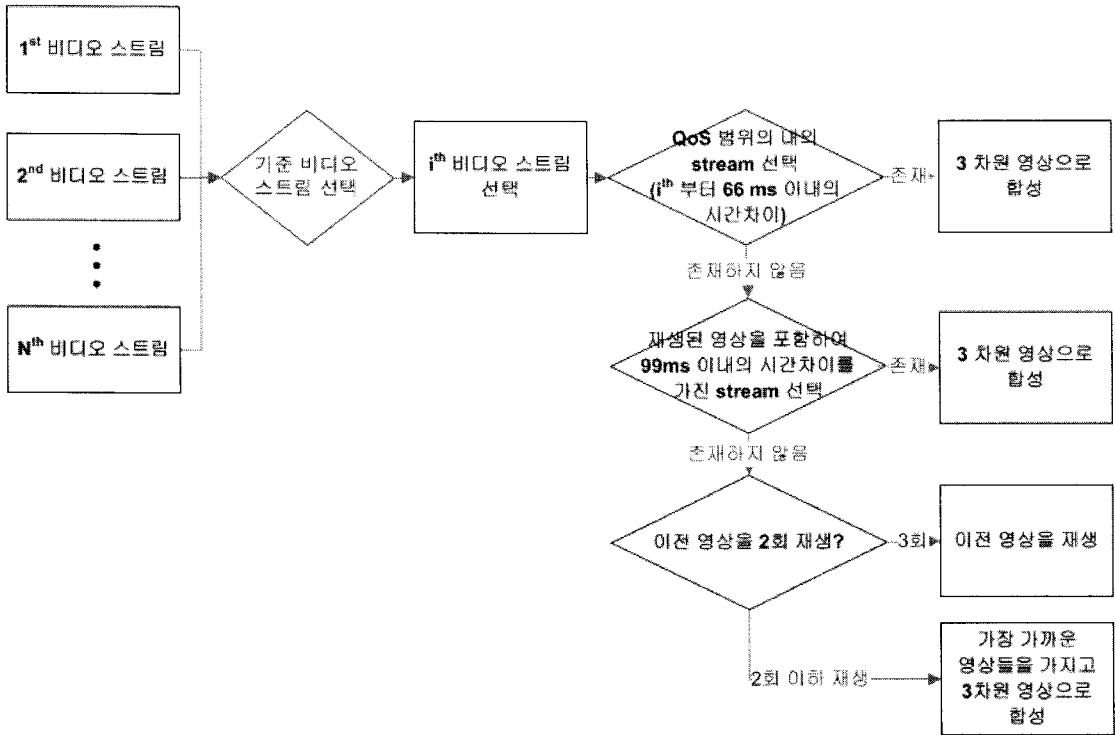 1st 비디오 스트림
2nd 비디오 스트림
Nth 비디오 스트림
기준 비디오
스트림 선택
ith 비디오 스트림
선택
QoS 범위의 내의
stream 선택
(ith 부터 66 ms 이내의
시간차이)
존재
3 차원 영상으로
합성
존재하지 않음
재생된 영상을 포함하여
99ms 이내의 시간차이를
가진 stream 선택
존재
3 차원 영상으로
합성
존재하지 않음
이전 영상을 2회 재생?
3회
이전 영상을 재생
2회 이하 재생
가장 가까운
영상들을 가지고
3차원 영상으로
합성